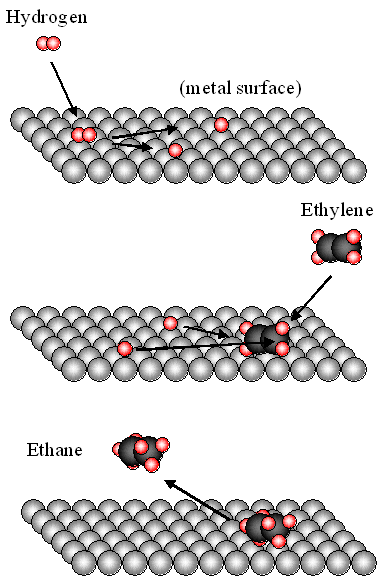 Hydrogen
(metal surface)
Ethylene
Ethane